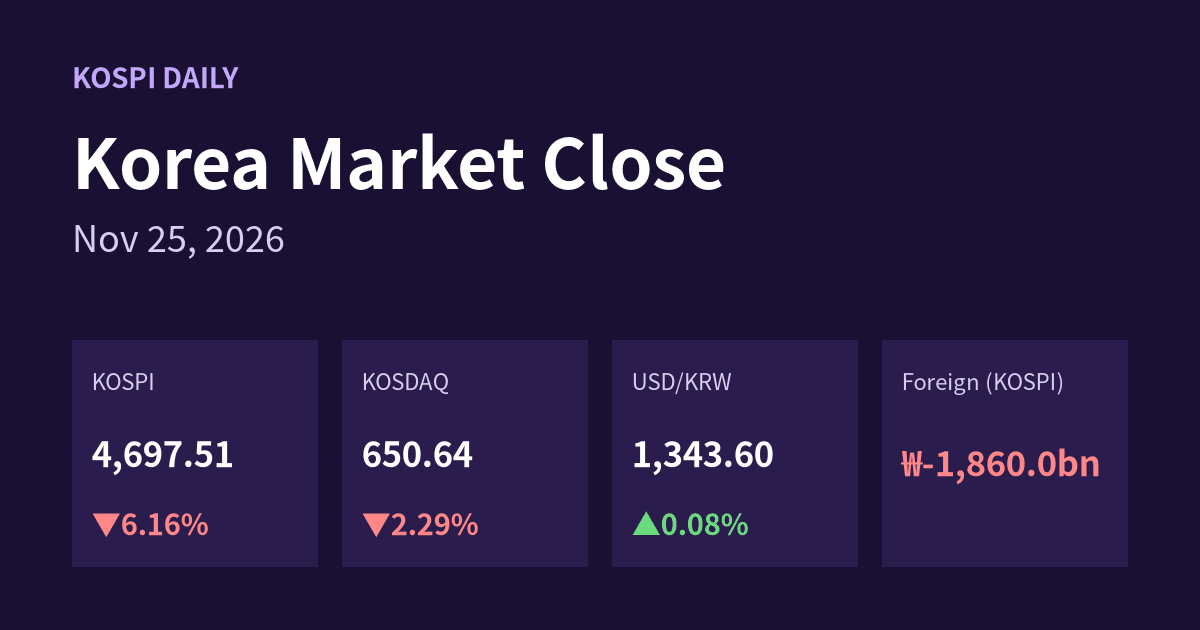 KOSPI DAILY
Korea Market Close
Nov 25, 2026
KOSPI
4,697.51
▼6.16%
KOSDAQ
650.64
▼2.29%
USD/KRW
1,343.60
▲0.08%
Foreign (KOSPI)
₩-1,860.0bn